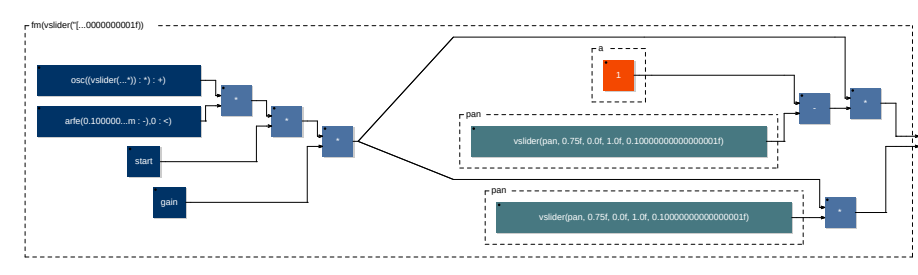 fm(vslider("[...0000000001f))
a
osc((vslider(...*)) : *) : +)
1
*
*
-
arfe(0.100000...m : -),0 : <)
*
pan
*
vslider(pan, 0.75f, 0.0f, 1.0f, 0.10000000000000001f)
start
pan
gain
vslider(pan, 0.75f, 0.0f, 1.0f, 0.10000000000000001f)
*